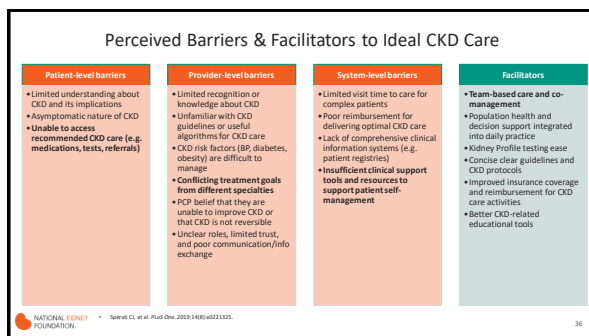 Perceived Barriers & Facilitators to Ideal CKD Care
Patient-level barriers
• Limited understanding about
CKD and its implications
• Asymptomatic nature of CKD
• Unable to access
recommended CKD care (e.g.
medications, tests, referrals)
Provider-level barriers
• Limited recognition or
knowledge about CKD
• Unfamiliar with CKD
guidelines or useful
algorithms for CKD care
• CKD risk factors (BP, diabetes,
obesity) are difficult to
manage
• Conflicting treatment goals
from different specialties
• PCP belief that they are
unable to improve CKD or
that CKD is not reversible
• Unclear roles, limited trust,
and poor communication/info
exchange
System-level barriers
• Limited visit time to care for
complex patients
• Poor reimbursement for
delivering optimal CKD care
• Lack of comprehensive clinical
information systems (e.g.
patient registries)
• Insufficient clinical support
tools and resources to
support patient self-
management
Facilitators
• Team-based care and co-
management
• Population health and
decision support integrated
into daily practice
• Kidney Profile testing ease
• Concise clear guidelines and
CKD protocols
• Improved insurance coverage
and reimbursement for CKD
care activities
• Better CKD-related
educational tools
NATIONAL KIDNEY
FOUNDATION.
• Sperati CJ, et al. PLoS One. 2019;14(8):e0221325.
36